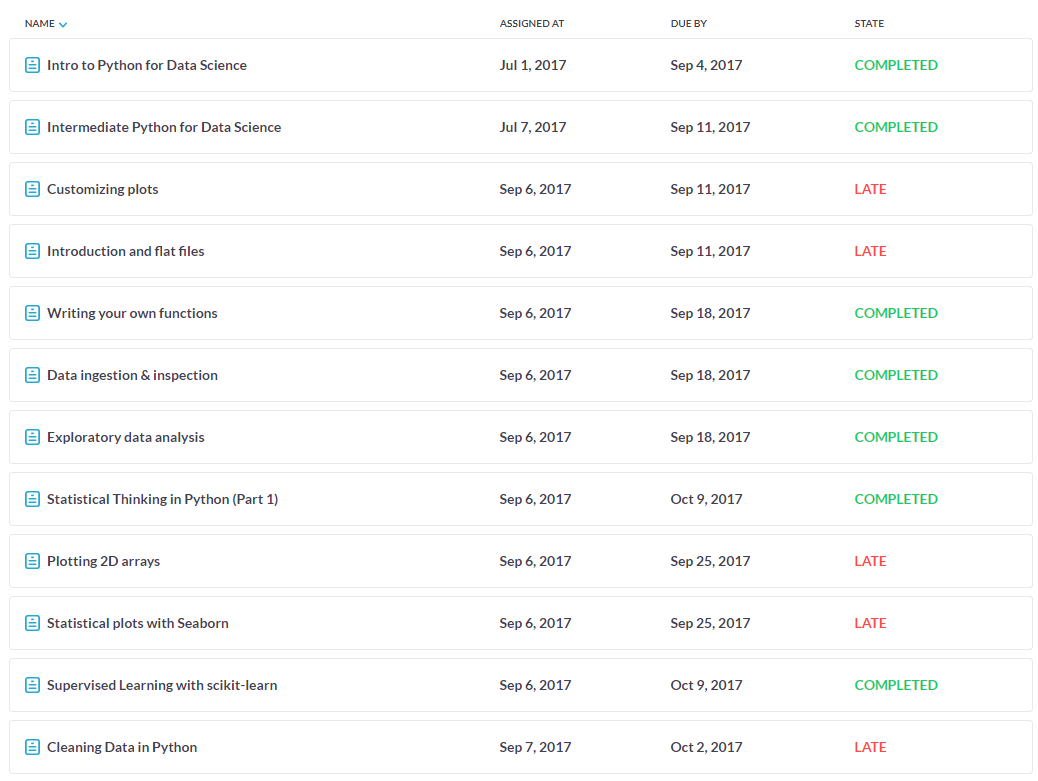 NAME ASSIGNED AT DUE BY STATE
Intro to Python for Data Science Jul 1, 2017 Sep 4, 2017 COMPLETED
Intermediate Python for Data Science Jul 7, 2017 Sep 11, 2017 COMPLETED
Customizing plots Sep 6, 2017 Sep 11, 2017 LATE
Introduction and flat files Sep 6, 2017 Sep 11, 2017 LATE
Writing your own functions Sep 6, 2017 Sep 18, 2017 COMPLETED
Data ingestion & inspection Sep 6, 2017 Sep 18, 2017 COMPLETED
Exploratory data analysis Sep 6, 2017 Sep 18, 2017 COMPLETED
Statistical Thinking in Python (Part 1) Sep 6, 2017 Oct 9, 2017 COMPLETED
Plotting 2D arrays Sep 6, 2017 Sep 25, 2017 LATE
Statistical plots with Seaborn Sep 6, 2017 Sep 25, 2017 LATE
Supervised Learning with scikit-learn Sep 6, 2017 Oct 9, 2017 COMPLETED
Cleaning Data in Python Sep 7, 2017 Oct 2, 2017 LATE